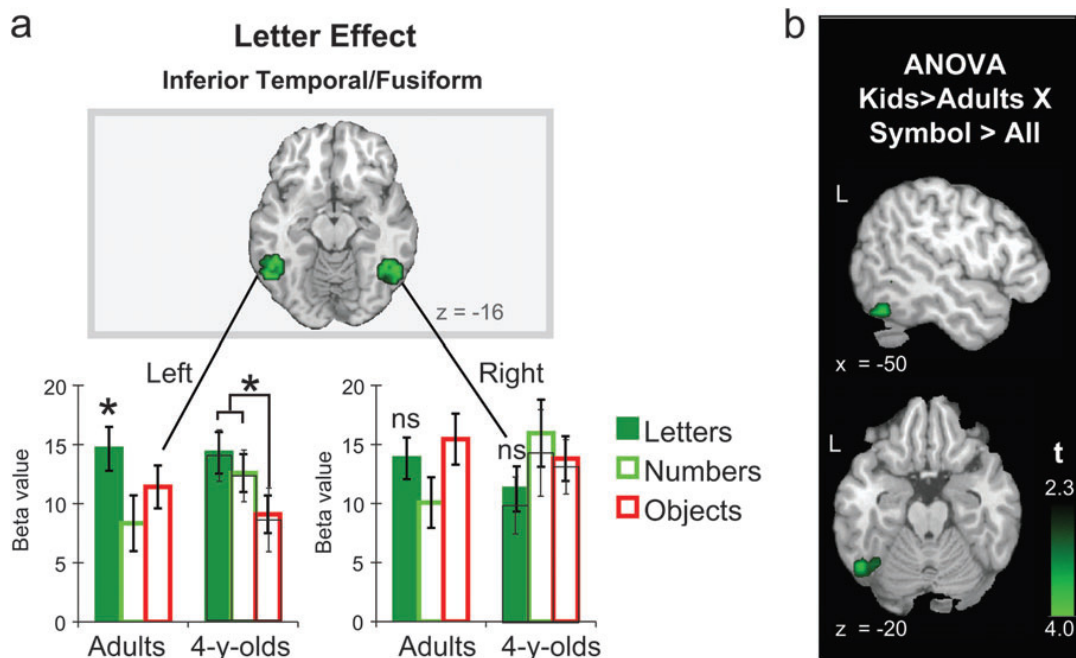 a
Letter Effect
Inferior Temporal/Fusiform
z = -16
Left
Right
Beta value
20
15
10
5
0
*
*
Adults
4-y-olds
Beta value
20
15
10
5
0
ns
ns
Adults
4-y-olds
Letters
Numbers
Objects
b
ANOVA
Kids>Adults X
Symbol > All
L
x = -50
L
t
2.3
4.0
z = -20